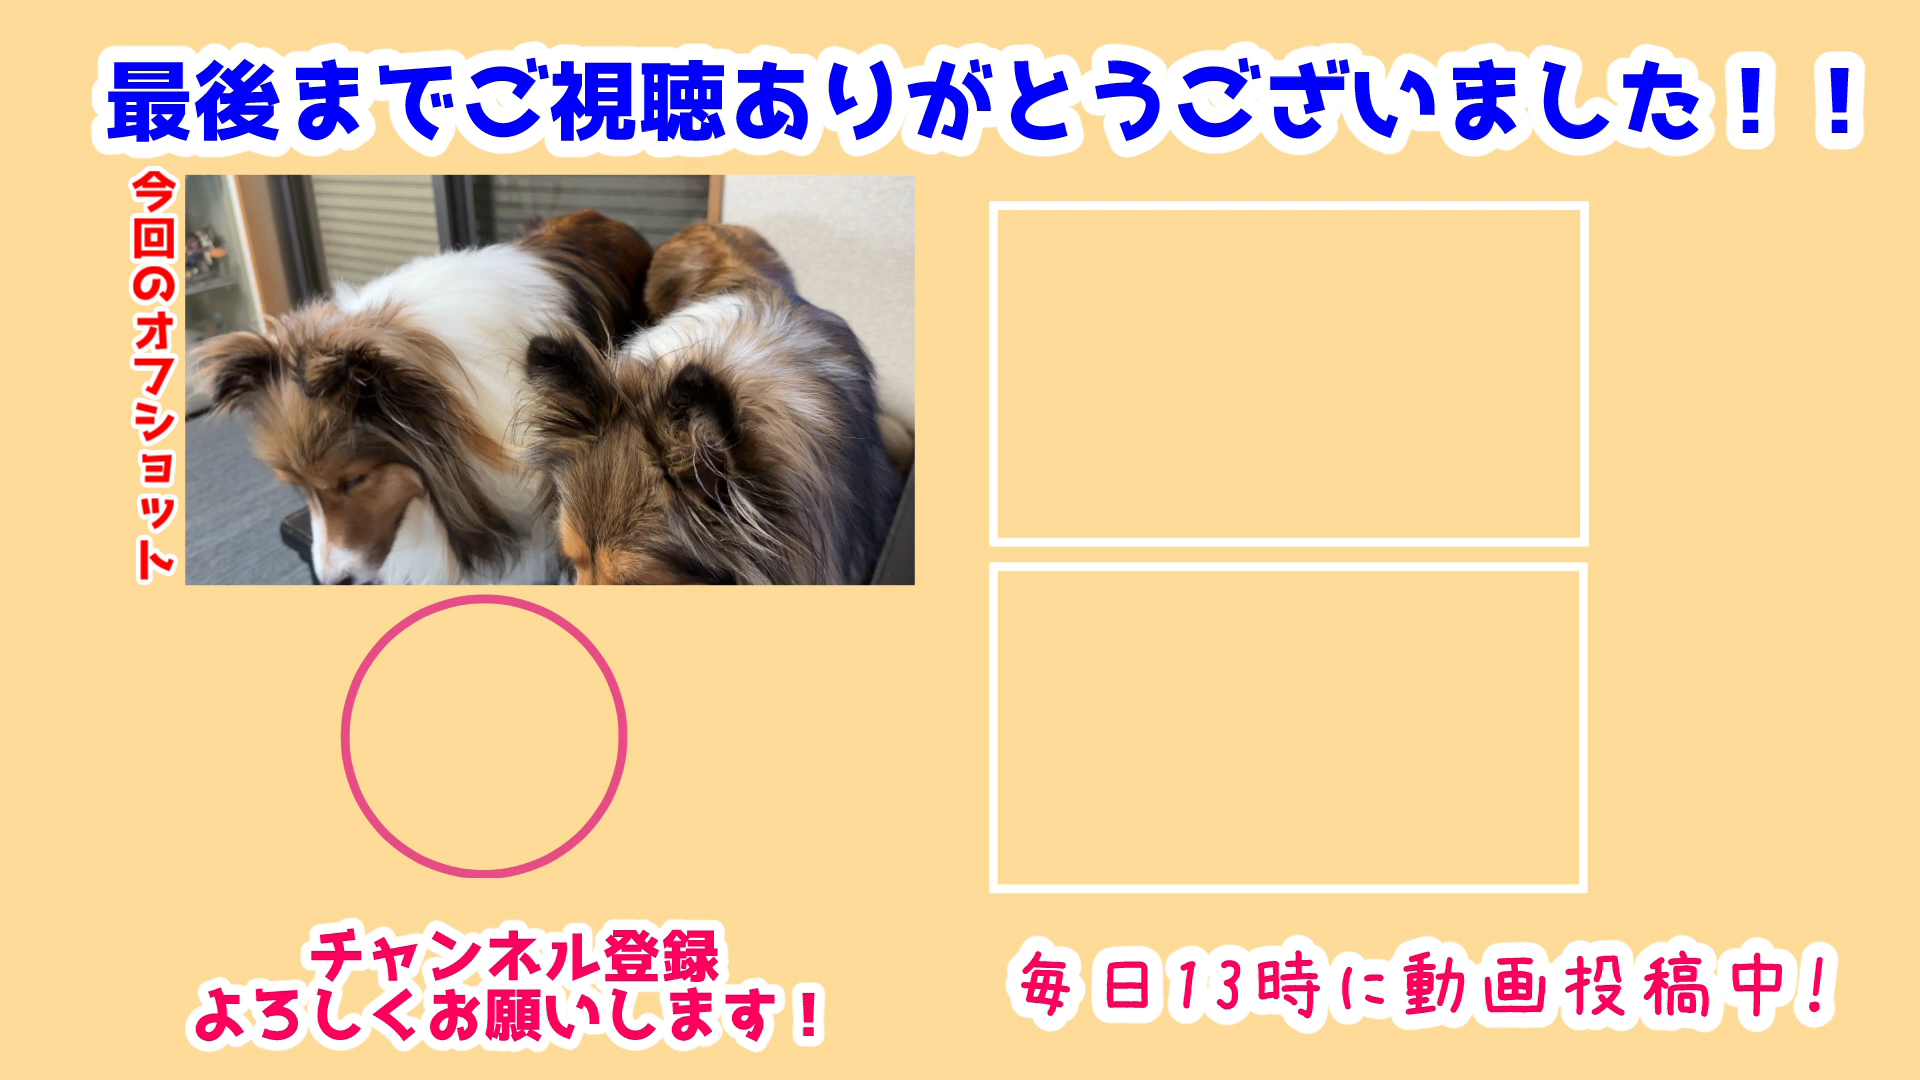 最後までご視聴ありがとうございました！！
今回のオフショット
チャンネル登録
よろしくお願いします！
毎日13時に動画投稿中!